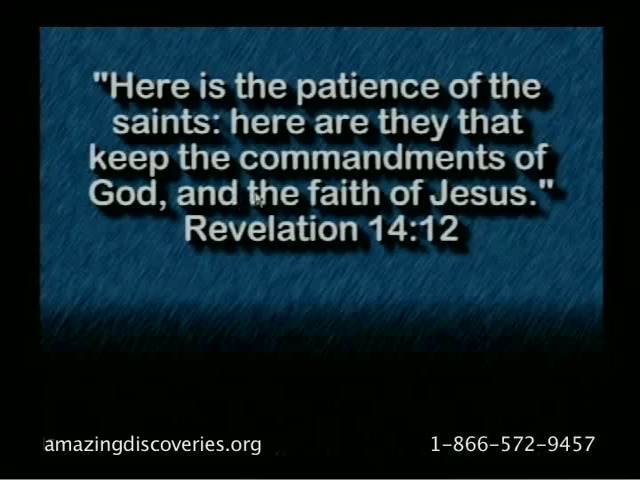 "Here is the patience of the
saints: here are they that
keep the commandments of
God, and the faith of Jesus."
Revelation 14:12
amazingdiscoveries.org
1-866-572-9457